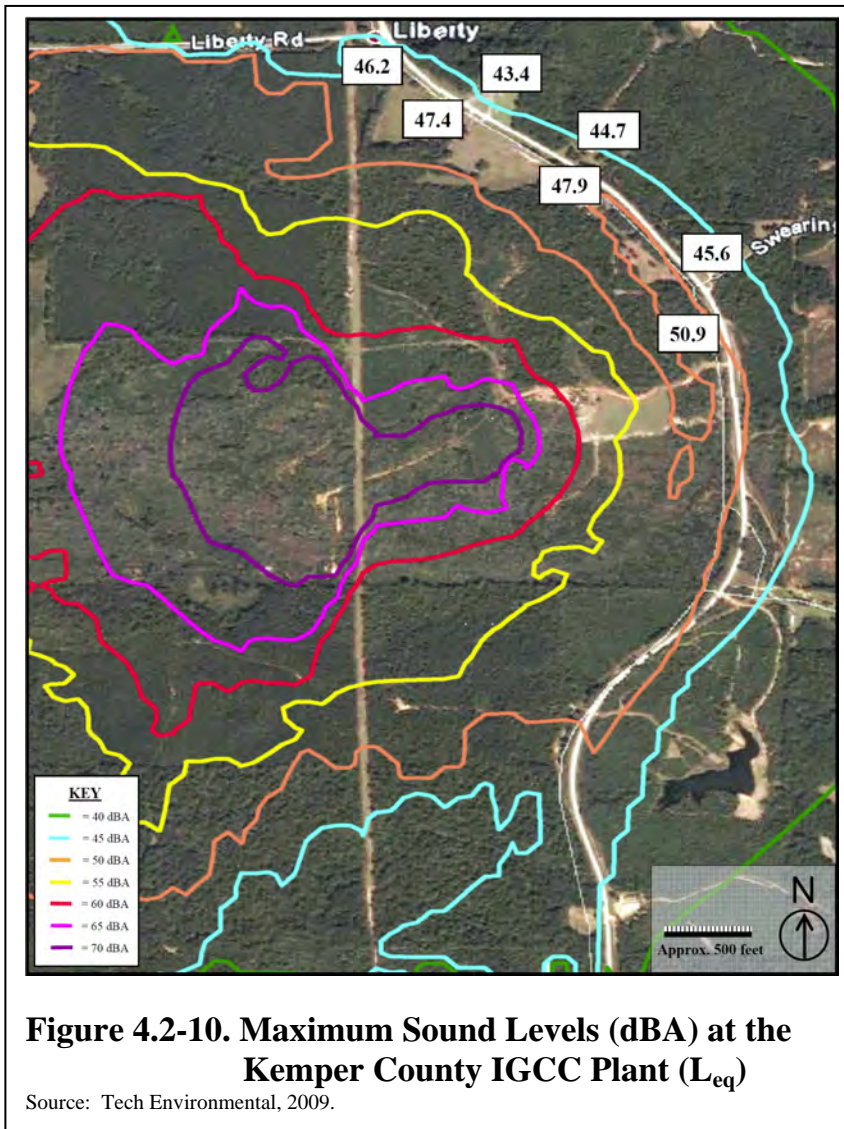 Liberty Rd
Liberty
46.2
43.4
47.4
44.7
47.9
Swearing
45.6
50.9
KEY
= 40 dBA
= 45 dBA
= 50 dBA
= 55 dBA
= 60 dBA
= 65 dBA
= 70 dBA
N
Approx. 500 feet
Figure 4.2-10. Maximum Sound Levels (dBA) at the
Kemper County IGCC Plant (Leq)
Source: Tech Environmental, 2009.